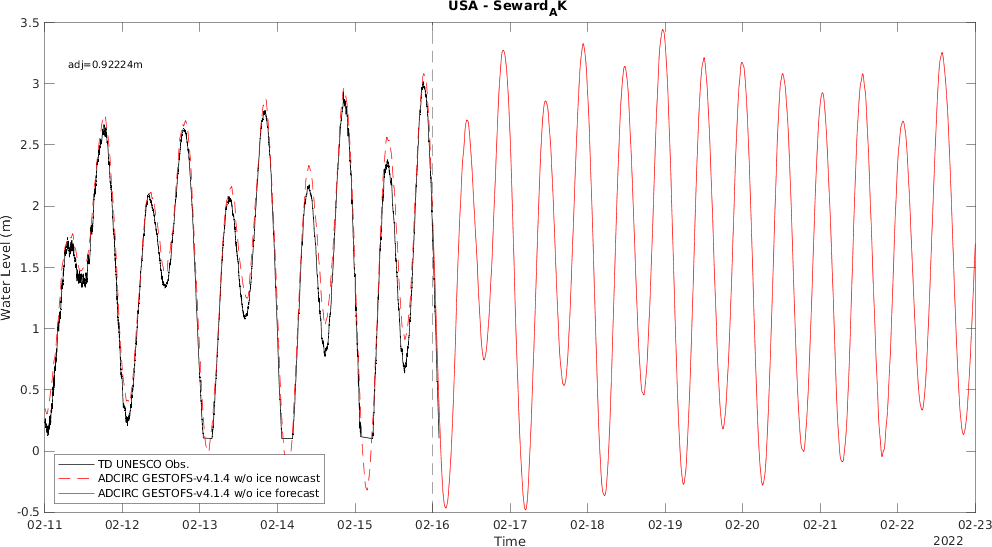 USA - Seward_AK
adj=0.92224m
3.5
3
2.5
2
1.5
1
0.5
0
-0.5
Water Level (m)
TD UNESCO Obs.
ADCIRC GESTOFS-v4.1.4 w/o ice nowcast
ADCIRC GESTOFS-v4.1.4 w/o ice forecast
02-11 02-12 02-13 02-14 02-15 02-16 02-17 02-18 02-19 02-20 02-21 02-22 02-23
Time
2022